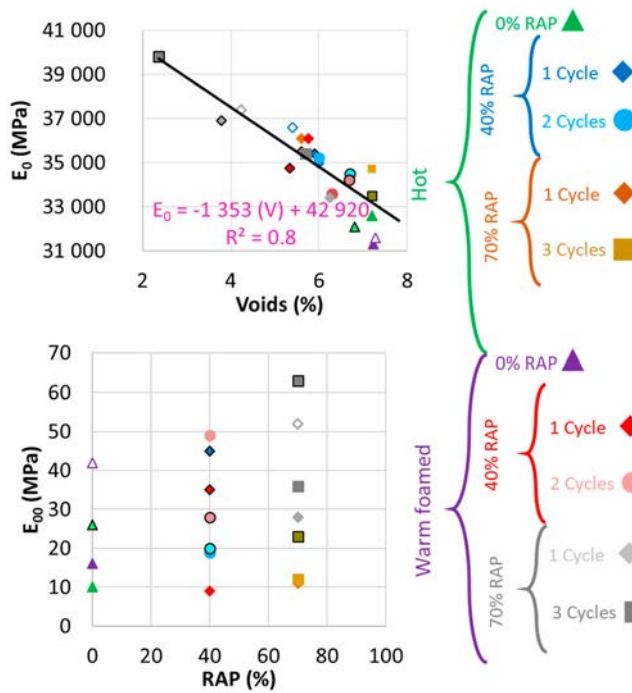 41 000
39 000
37 000
35 000
33 000
31 000
E₀ (MPa)
E₀ = -1 353 (V) + 42 920
R² = 0.8
2 4 6 8
Voids (%)
70
60
50
40
30
20
10
0
E₀₀ (MPa)
0 20 40 60 80 100
RAP (%)
Hot
0% RAP
40% RAP
1 Cycle
2 Cycles
70% RAP
1 Cycle
3 Cycles
Warm foamed
0% RAP
40% RAP
1 Cycle
2 Cycles
70% RAP
1 Cycle
3 Cycles